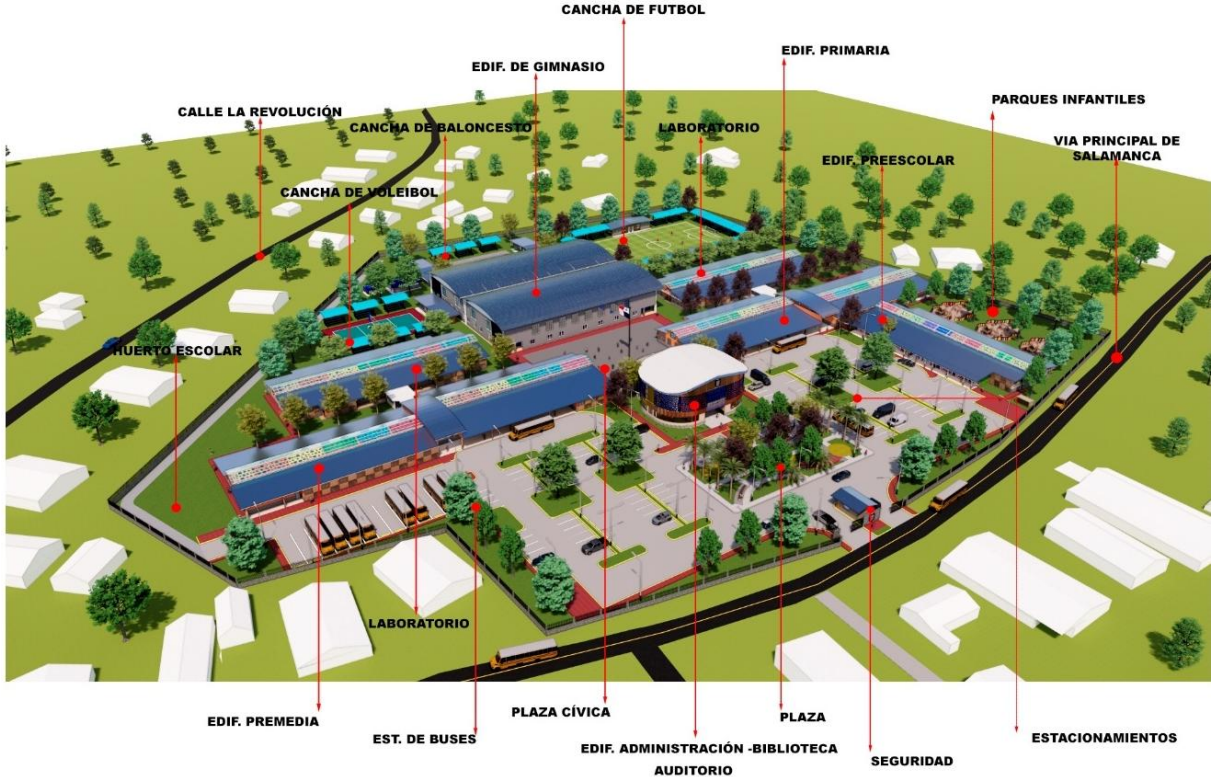 CANCHA DE FUTBOL
EDIF. PRIMARIA
EDIF. DE GIMNASIO
PARQUES INFANTILES
CALLE LA REVOLUCIÓN
CANCHA DE BALONCESTO
LABORATORIO
VIA PRINCIPAL DE
SALAMANCA
EDIF. PREESCOLAR
CANCHA DE VOLEIBOL
HUERTO ESCOLAR
LABORATORIO
EDIF. PREMEDIA
PLAZA CÍVICA
PLAZA
EST. DE BUSES
ESTACIONAMIENTOS
EDIF. ADMINISTRACIÓN -BIBLIOTECA
AUDITORIO
SEGURIDAD